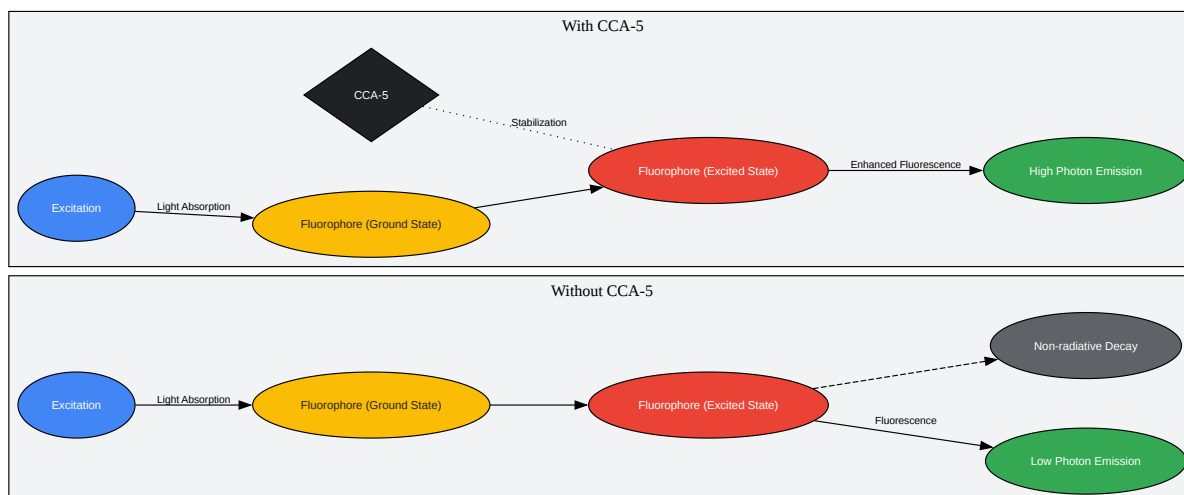 With CCA-5
CCA-5
Stabilization
Excitation
Light Absorption
Fluorophore (Ground State)
Fluorophore (Excited State)
Enhanced Fluorescence
High Photon Emission
Without CCA-5
Excitation
Light Absorption
Fluorophore (Ground State)
Fluorophore (Excited State)
Non-radiative Decay
Fluorescence
Low Photon Emission